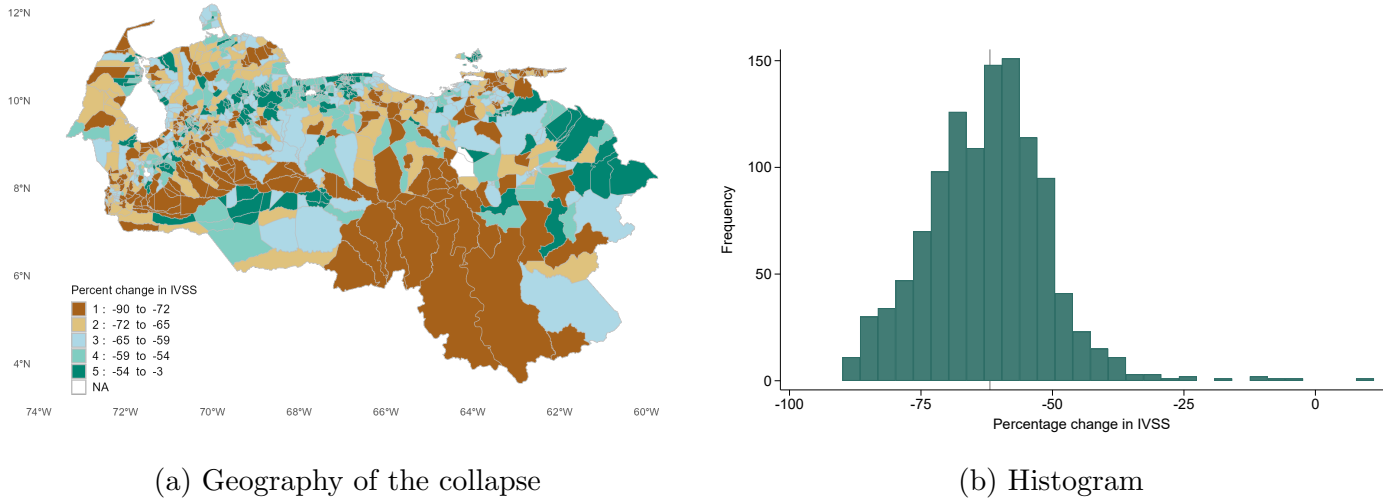 12°N
10°N
8°N
6°N
4°N
74°W 72°W 70°W 68°W 66°W 64°W 62°W 60°W
Percent change in IVSS
1 : -90 to -72
2 : -72 to -65
3 : -65 to -59
4 : -59 to -54
5 : -54 to -3
NA
(a) Geography of the collapse
Frequency
150
100
50
0
-100 -75 -50 -25 0
Percentage change in IVSS
(b) Histogram